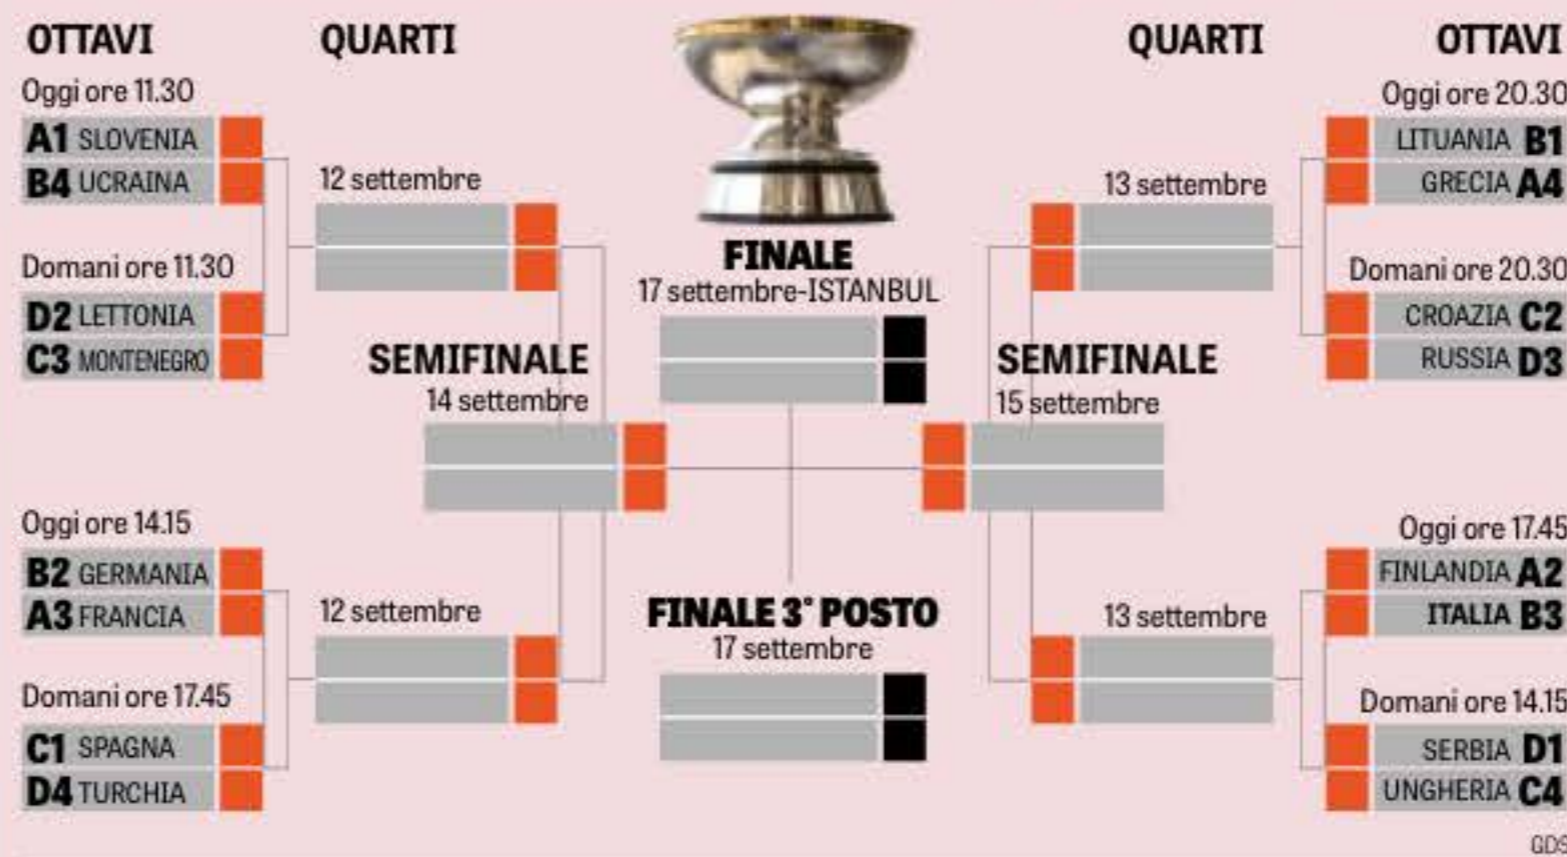 OTTAVI
Oggi ore 11.30
A1 SLOVENIA
B4 UCRAINA
Domani ore 11.30
D2 LETTONIA
C3 MONTENEGRO
Oggi ore 14.15
B2 GERMANIA
A3 FRANCIA
Domani ore 17.45
C1 SPAGNA
D4 TURCHIA
QUARTI
12 settembre
12 settembre
SEMIFINALE
14 settembre
FINALE
17 settembre-ISTANBUL
FINALE 3° POSTO
17 settembre
SEMIFINALE
15 settembre
QUARTI
13 settembre
13 settembre
OTTAVI
Oggi ore 20.30
LITUANIA B1
GRECIA A4
Domani ore 20.30
CROAZIA C2
RUSSIA D3
Oggi ore 17.45
FINLANDIA A2
ITALIA B3
Domani ore 14.15
SERBIA D1
UNGHERIA C4
GDS